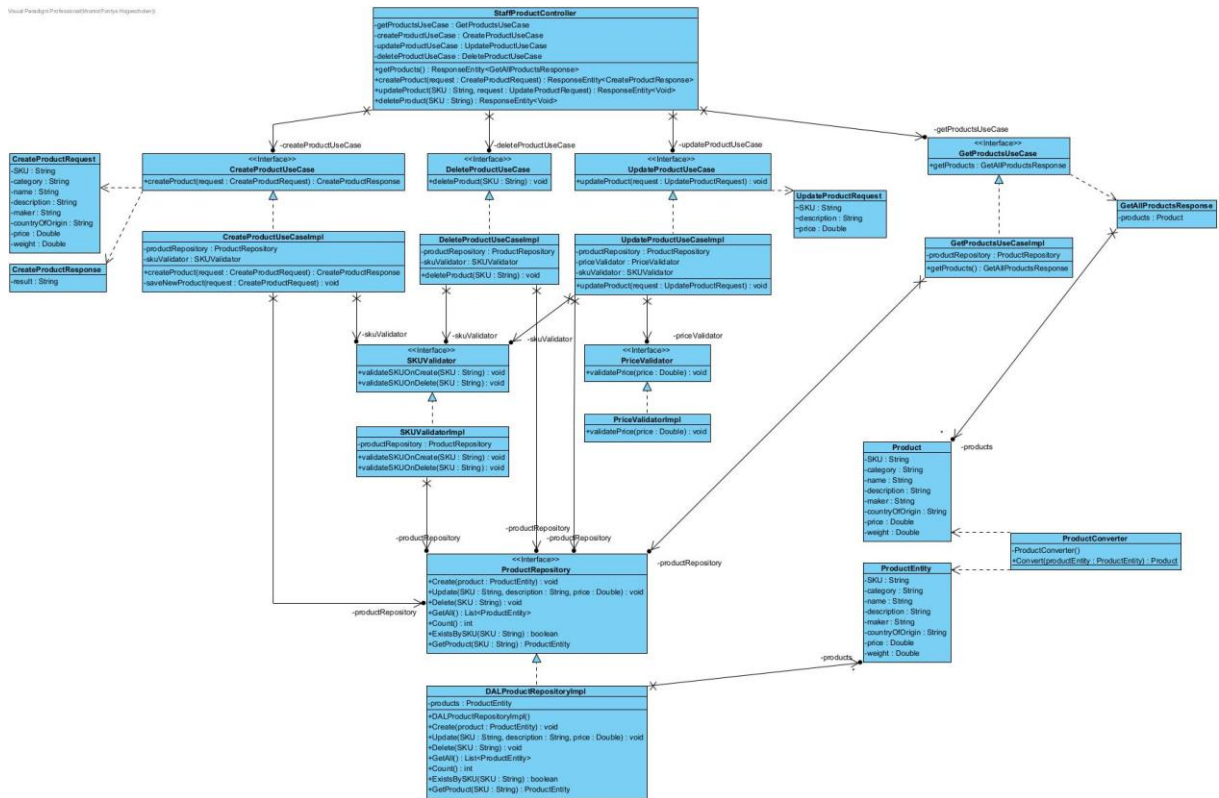 Visual Paradigm Professional(Fontys Hogescholen)
StaffProductController
-getProductsUseCase : GetProductsUseCase
-createProductUseCase : CreateProductUseCase
-updateProductUseCase : UpdateProductUseCase
-deleteProductUseCase : DeleteProductUseCase
+getProducts() : ResponseEntity<GetAllProductsResponse>
+createProduct(request : CreateProductRequest) : ResponseEntity<CreateProductResponse>
+updateProduct(SKU : String, request : UpdateProductRequest) : ResponseEntity<Void>
+deleteProduct(SKU : String) : ResponseEntity<Void>
-createProductUseCase
-deleteProductUseCase
-updateProductUseCase
-getProductsUseCase
CreateProductRequest
-SKU : String
-category : String
-name : String
-description : String
-maker : String
-countryOfOrigin : String
-price : Double
-weight : Double
<<Interface>>
CreateProductUseCase
+createProduct(request : CreateProductRequest) : CreateProductResponse
<<Interface>>
DeleteProductUseCase
+deleteProduct(SKU : String) : void
<<Interface>>
UpdateProductUseCase
+updateProduct(request : UpdateProductRequest) : void
<<Interface>>
GetProductsUseCase
+getProducts : GetAllProductsResponse
UpdateProductRequest
-SKU : String
-description : String
-price : Double
GetAllProductsResponse
-products : Product
CreateProductResponse
-result : String
CreateProductUseCaseImpl
-productRepository : ProductRepository
-skuValidator : SKUValidator
+createProduct(request : CreateProductRequest) : CreateProductResponse
-saveNewProduct(request : CreateProductRequest) : void
DeleteProductUseCaseImpl
-productRepository : ProductRepository
-skuValidator : SKUValidator
+deleteProduct(SKU : String) : void
UpdateProductUseCaseImpl
-productRepository : ProductRepository
-priceValidator : PriceValidator
-skuValidator : SKUValidator
+updateProduct(request : UpdateProductRequest) : void
GetProductsUseCaseImpl
-productRepository : ProductRepository
+getProducts() : GetAllProductsResponse
-skuValidator
-skuValidator
-skuValidator
-priceValidator
<<Interface>>
SKUValidator
+validateSKUOnCreate(SKU : String) : void
+validateSKUOnDelete(SKU : String) : void
<<Interface>>
PriceValidator
+validatePrice(price : Double) : void
SKUValidatorImpl
-productRepository : ProductRepository
+validateSKUOnCreate(SKU : String) : void
+validateSKUOnDelete(SKU : String) : void
PriceValidatorImpl
+validatePrice(price : Double) : void
*
-products
Product
-SKU : String
-category : String
-name : String
-description : String
-maker : String
-countryOfOrigin : String
-price : Double
-weight : Double
-productRepository
-productRepository
-productRepository
-productRepository
-productRepository
<<Interface>>
ProductRepository
+Create(product : ProductEntity) : void
+Update(SKU : String, description : String, price : Double) : void
+Delete(SKU : String) : void
+GetAll() : List<ProductEntity>
+Count() : int
+ExistsBySKU(SKU : String) : boolean
+GetProduct(SKU : String) : ProductEntity
ProductConverter
-ProductConverter()
+Convert(productEntity : ProductEntity) : Product
ProductEntity
-SKU : String
-category : String
-name : String
-description : String
-maker : String
-countryOfOrigin : String
-price : Double
-weight : Double
-products
*
DALProductRepositoryImpl
-products : ProductEntity
+DALProductRepositoryImpl()
+Create(product : ProductEntity) : void
+Update(SKU : String, description : String, price : Double) : void
+Delete(SKU : String) : void
+GetAll() : List<ProductEntity>
+Count() : int
+ExistsBySKU(SKU : String) : boolean
+GetProduct(SKU : String) : ProductEntity